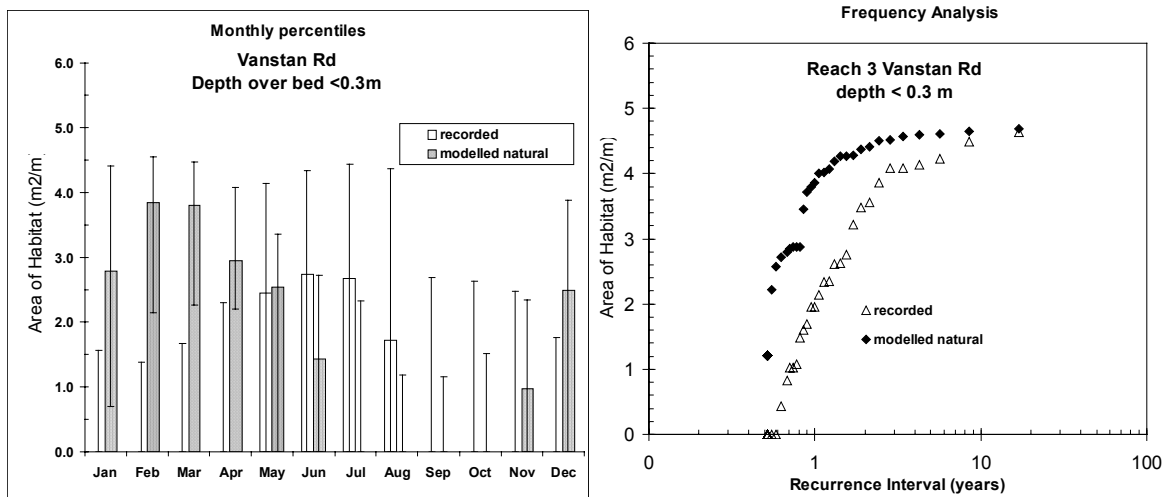 Monthly percentiles
Vanstan Rd
Depth over bed <0.3m
6.0
5.0
4.0
3.0
2.0
1.0
0.0
Area of Habitat (m2/m)
recorded
modelled natural
Jan Feb Mar Apr May Jun Jul Aug Sep Oct Nov Dec
Frequency Analysis
Reach 3 Vanstan Rd
depth < 0.3 m
6
5
4
3
2
1
0
Area of Habitat (m2/m)
recorded
modelled natural
0 1 10 100
Recurrence Interval (years)